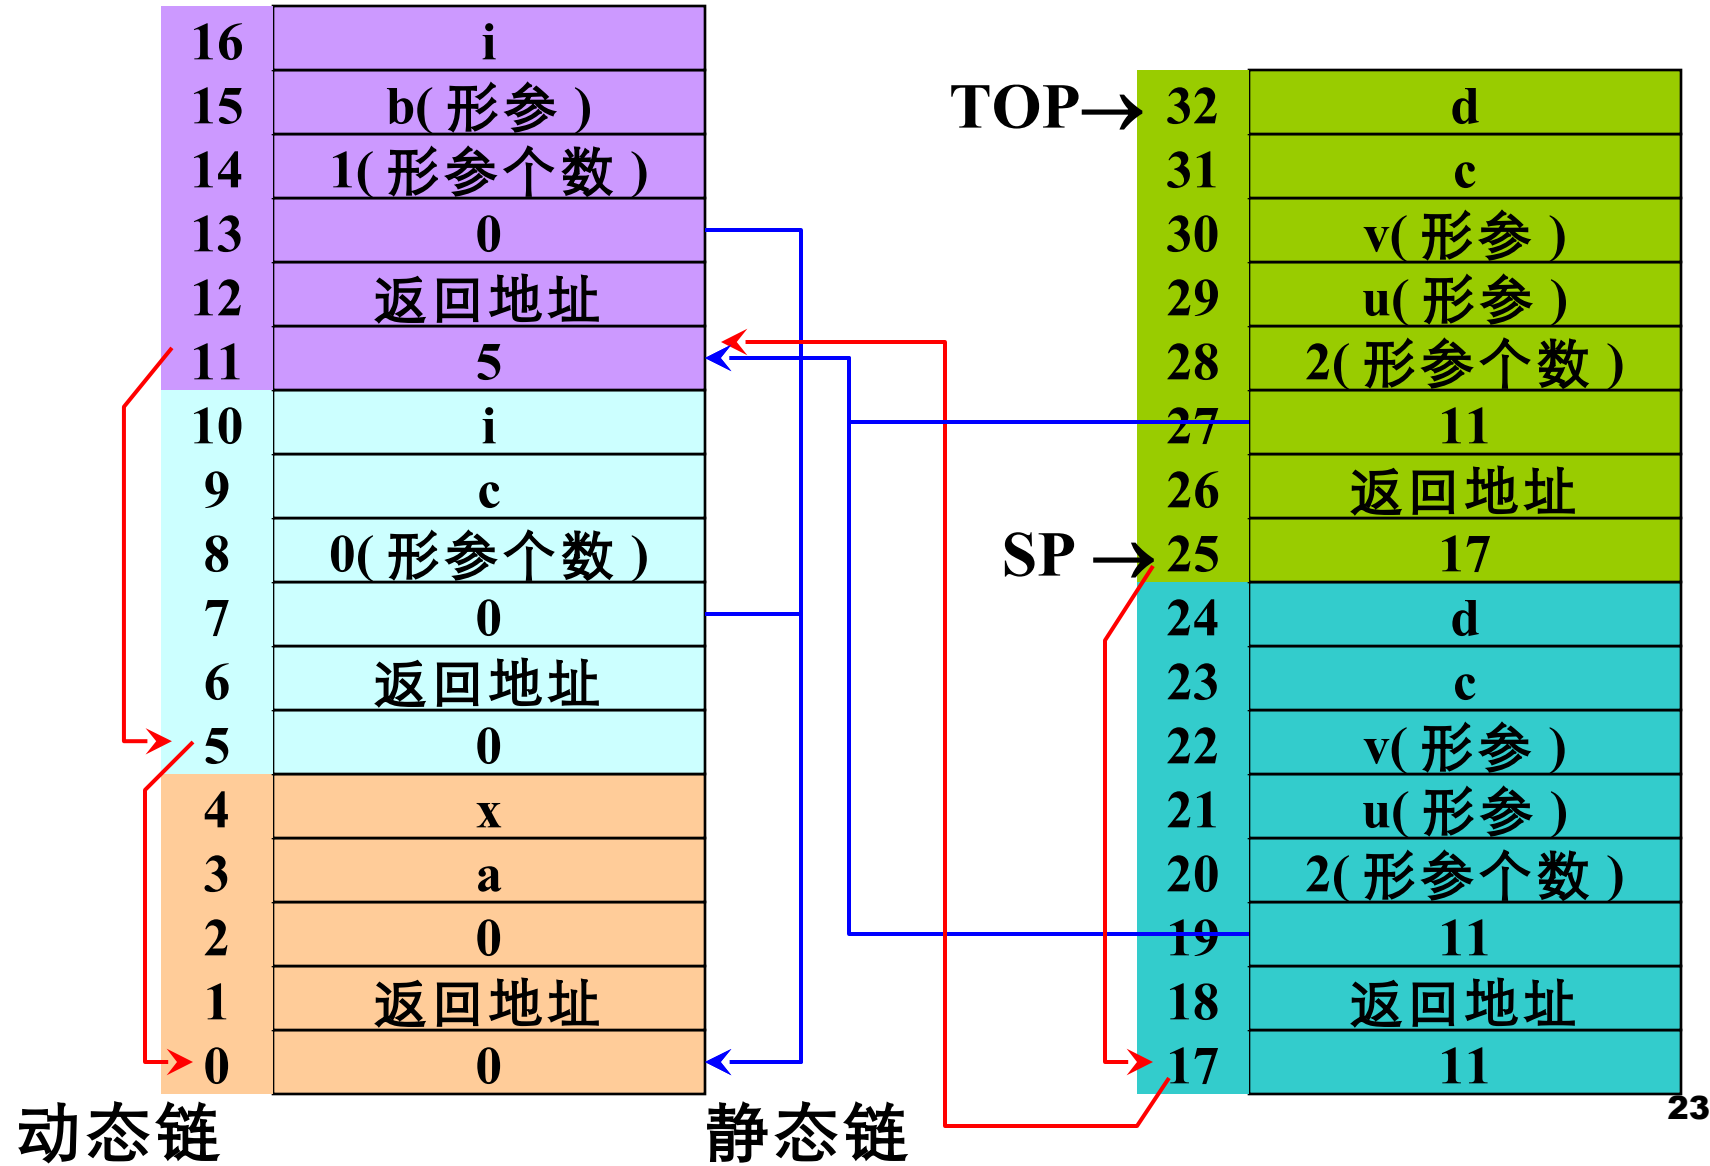 16 i
15 b(形参)
14 1(形参个数)
13 0
12 返回地址
11 5
10 i
9 c
8 0(形参个数)
7 0
6 返回地址
5 0
4 x
3 a
2 0
1 返回地址
0 0
动态链
静态链
TOP→ 32 d
31 c
30 v(形参)
29 u(形参)
28 2(形参个数)
27 11
26 返回地址
SP → 25 17
24 d
23 c
22 v(形参)
21 u(形参)
20 2(形参个数)
19 11
18 返回地址
17 11
23